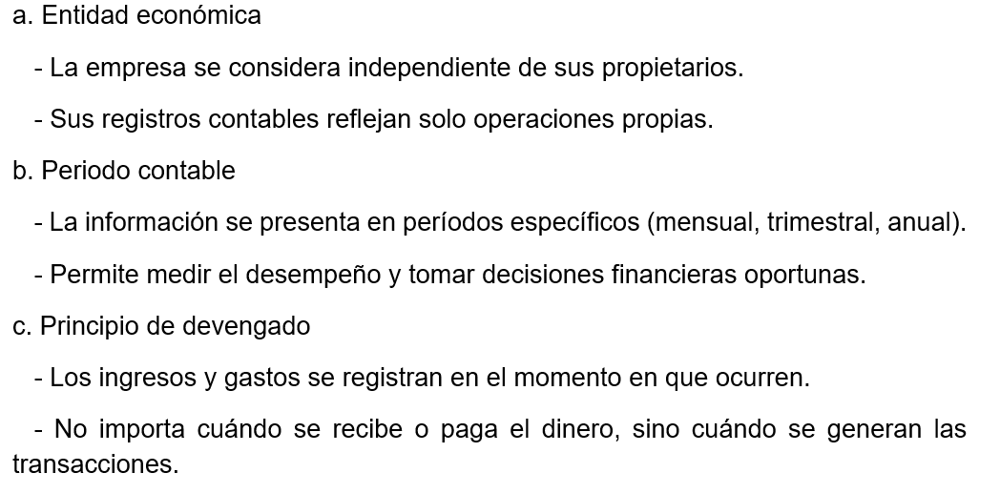 a. Entidad económica
- La empresa se considera independiente de sus propietarios.
- Sus registros contables reflejan solo operaciones propias.
b. Periodo contable
- La información se presenta en períodos específicos (mensual, trimestral, anual).
- Permite medir el desempeño y tomar decisiones financieras oportunas.
c. Principio de devengado
- Los ingresos y gastos se registran en el momento en que ocurren.
- No importa cuándo se recibe o paga el dinero, sino cuándo se generan las
transacciones.